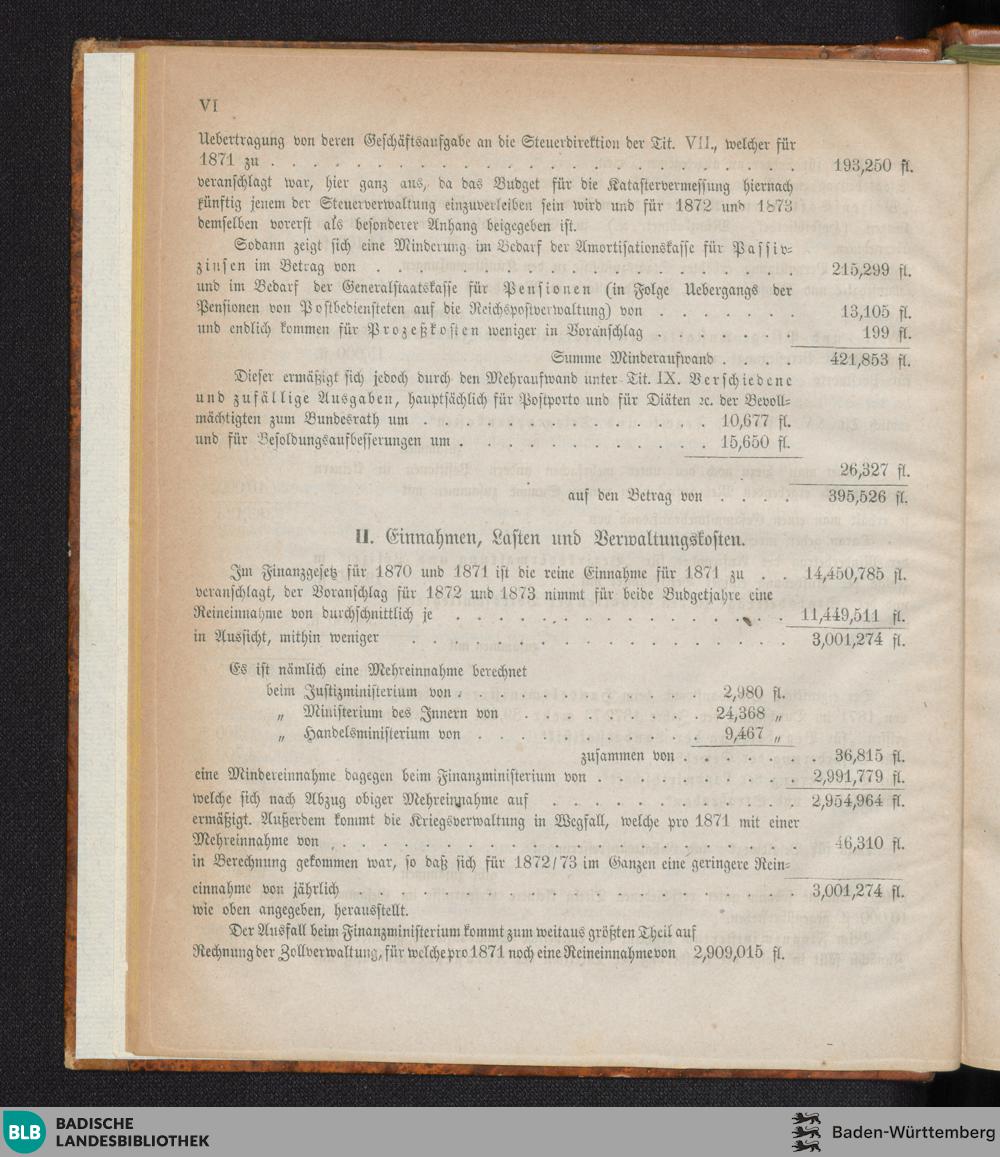 VI
Uebertragung von deren Geschäftsaufgabe an die Steuerdirektion der Tit. VII., welcher für
1871 zu . . . . . . . . . . . . . . . . . 193,250 fl.
veranschlagt war, hier ganz aus, da das Budget für die Katastervermessung hiernach
künftig jenem der Steuerverwaltung einzuverleiben sein wird und für 1872 und 1873
demselben vorerst als besonderer Anhang beigegeben ist.
Sodann zeigt sich eine Minderung im Bedarf der Amortisationskasse für Passiv-
zinsen im Betrag von . . . . . . . . . . . . . 215,299 fl.
und im Bedarf der Generalstaatskasse für Pensionen (in Folge Uebergangs der
Pensionen von Postbediensteten auf die Reichspostverwaltung) von . . . . . . . 13,105 fl.
und endlich kommen für Prozeßkosten weniger in Voranschlag . . . . . . . 199 fl.
Summe Minderaufwand . . . . 421,853 fl.
Dieser ermäßigt sich jedoch durch den Mehraufwand unter Tit. IX. Verschiedene
und zufällige Ausgaben, hauptsächlich für Postporto und für Diäten ꝛc. der Bevoll-
mächtigten zum Bundesrath um . . . . . . . . . . . . 10,677 fl.
und für Besoldungsaufbesserungen um . . . . . . . . . . 15,650 fl.
26,327 fl.
auf den Betrag von . . . . 395,526 fl.
II. Einnahmen, Lasten und Verwaltungskosten.
Im Finanzgesetz für 1870 und 1871 ist die reine Einnahme für 1871 zu . . 14,450,785 fl.
veranschlagt, der Voranschlag für 1872 und 1873 nimmt für beide Budgetjahre eine
Reineinnahme von durchschnittlich je . . . . . . . . . . . . . . 11,449,511 fl.
in Aussicht, mithin weniger . . . . . . . . . . . . . . . 3,001,274 fl.
Es ist nämlich eine Mehreinnahme berechnet
beim Justizministerium von . . . . . . . . . . . 2,980 fl.
„ Ministerium des Innern von . . . . . . . . . 24,368 „
„ Handelsministerium von . . . . . . . . . . 9,467 „
zusammen von . . . . . . . 36,815 fl.
eine Mindereinnahme dagegen beim Finanzministerium von . . . . . . . . . 2,991,779 fl.
welche sich nach Abzug obiger Mehreinnahme auf . . . . . . . . . . . 2,954,964 fl.
ermäßigt. Außerdem kommt die Kriegsverwaltung in Wegfall, welche pro 1871 mit einer
Mehreinnahme von . . . . . . . . . . . . . . . . . . . 46,310 fl.
in Berechnung gekommen war, so daß sich für 1872/73 im Ganzen eine geringere Rein-
einnahme von jährlich . . . . . . . . . . . . . . . . . . 3,001,274 fl.
wie oben angegeben, herausstellt.
Der Ausfall beim Finanzministerium kommt zum weitaus größten Theil auf
Rechnung der Zollverwaltung, für welche pro 1871 noch eine Reineinnahme von 2,909,015 fl.
BLB BADISCHE
LANDESBIBLIOTHEK
Baden-Württemberg